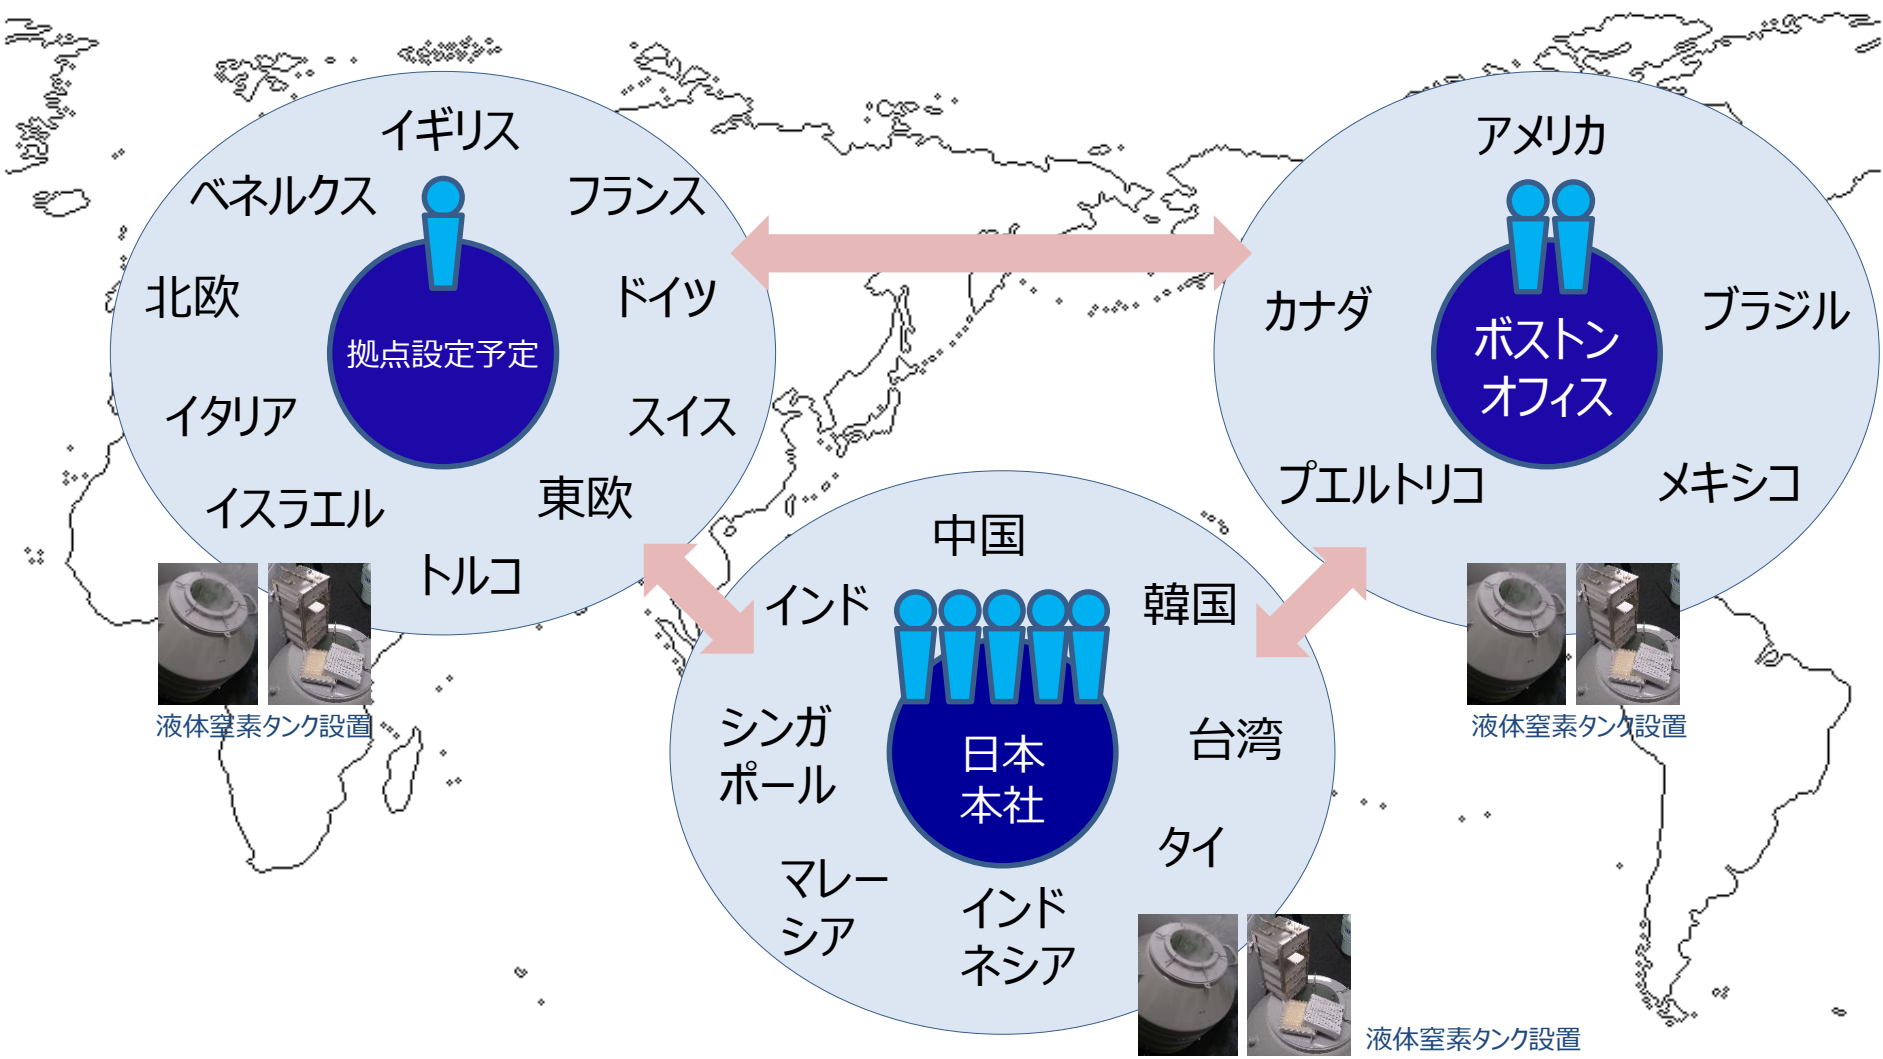 イギリス
ベネルクス
フランス
北欧
ドイツ
拠点設定予定
イタリア
スイス
イスラエル
東欧
トルコ
液体窒素タンク設置
アメリカ
カナダ
ブラジル
ボストン
オフィス
プエルトリコ
メキシコ
液体窒素タンク設置
中国
インド
韓国
シンガ
ポール
台湾
日本
本社
タイ
マレー
シア
インド
ネシア
液体窒素タンク設置